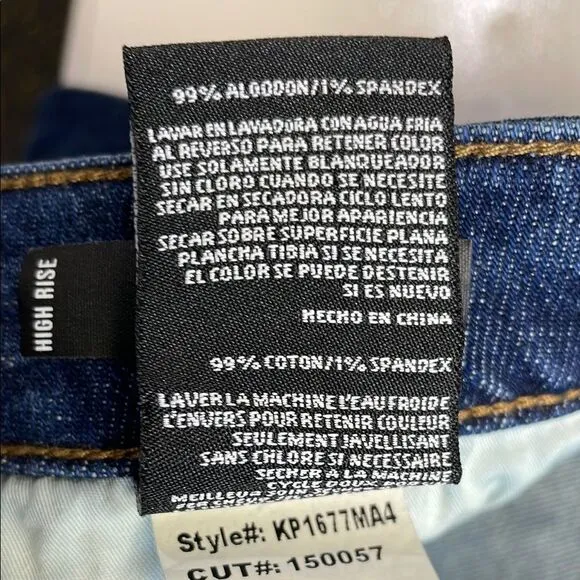 99% ALGODON/1% SPANDEX
LAVAR EN LAVADORA CON AGUA FRIA
AL REVERSO PARA RETENER COLOR
USE SOLAMENTE BLANQUEADOR
SIN CLORO CUANDO SE NECESITE
SECAR EN SECADORA CICLO LENTO
PARA MEJOR APARIENCIA
SECAR SOBRE SUPERFICIE PLANA
PLANCHA TIBIA SI SE NECESITA
EL COLOR SE PUEDE DESTENIR
SI ES NUEVO
HECHO EN CHINA
99% COTON/1% SPANDEX
LAVER LA MACHINE L'EAU FROIDE
L'ENVERS POUR RETENIR COULEUR
SEULEMENT JAVELLISANT
SANS CHLORE SI NECESSAIRE
SECHER A LA MACHINE
CYCLE DOUX
MEILLEUR SOIN
HIGH RISE
Style#: KP1677MA4
CUT#: 150057